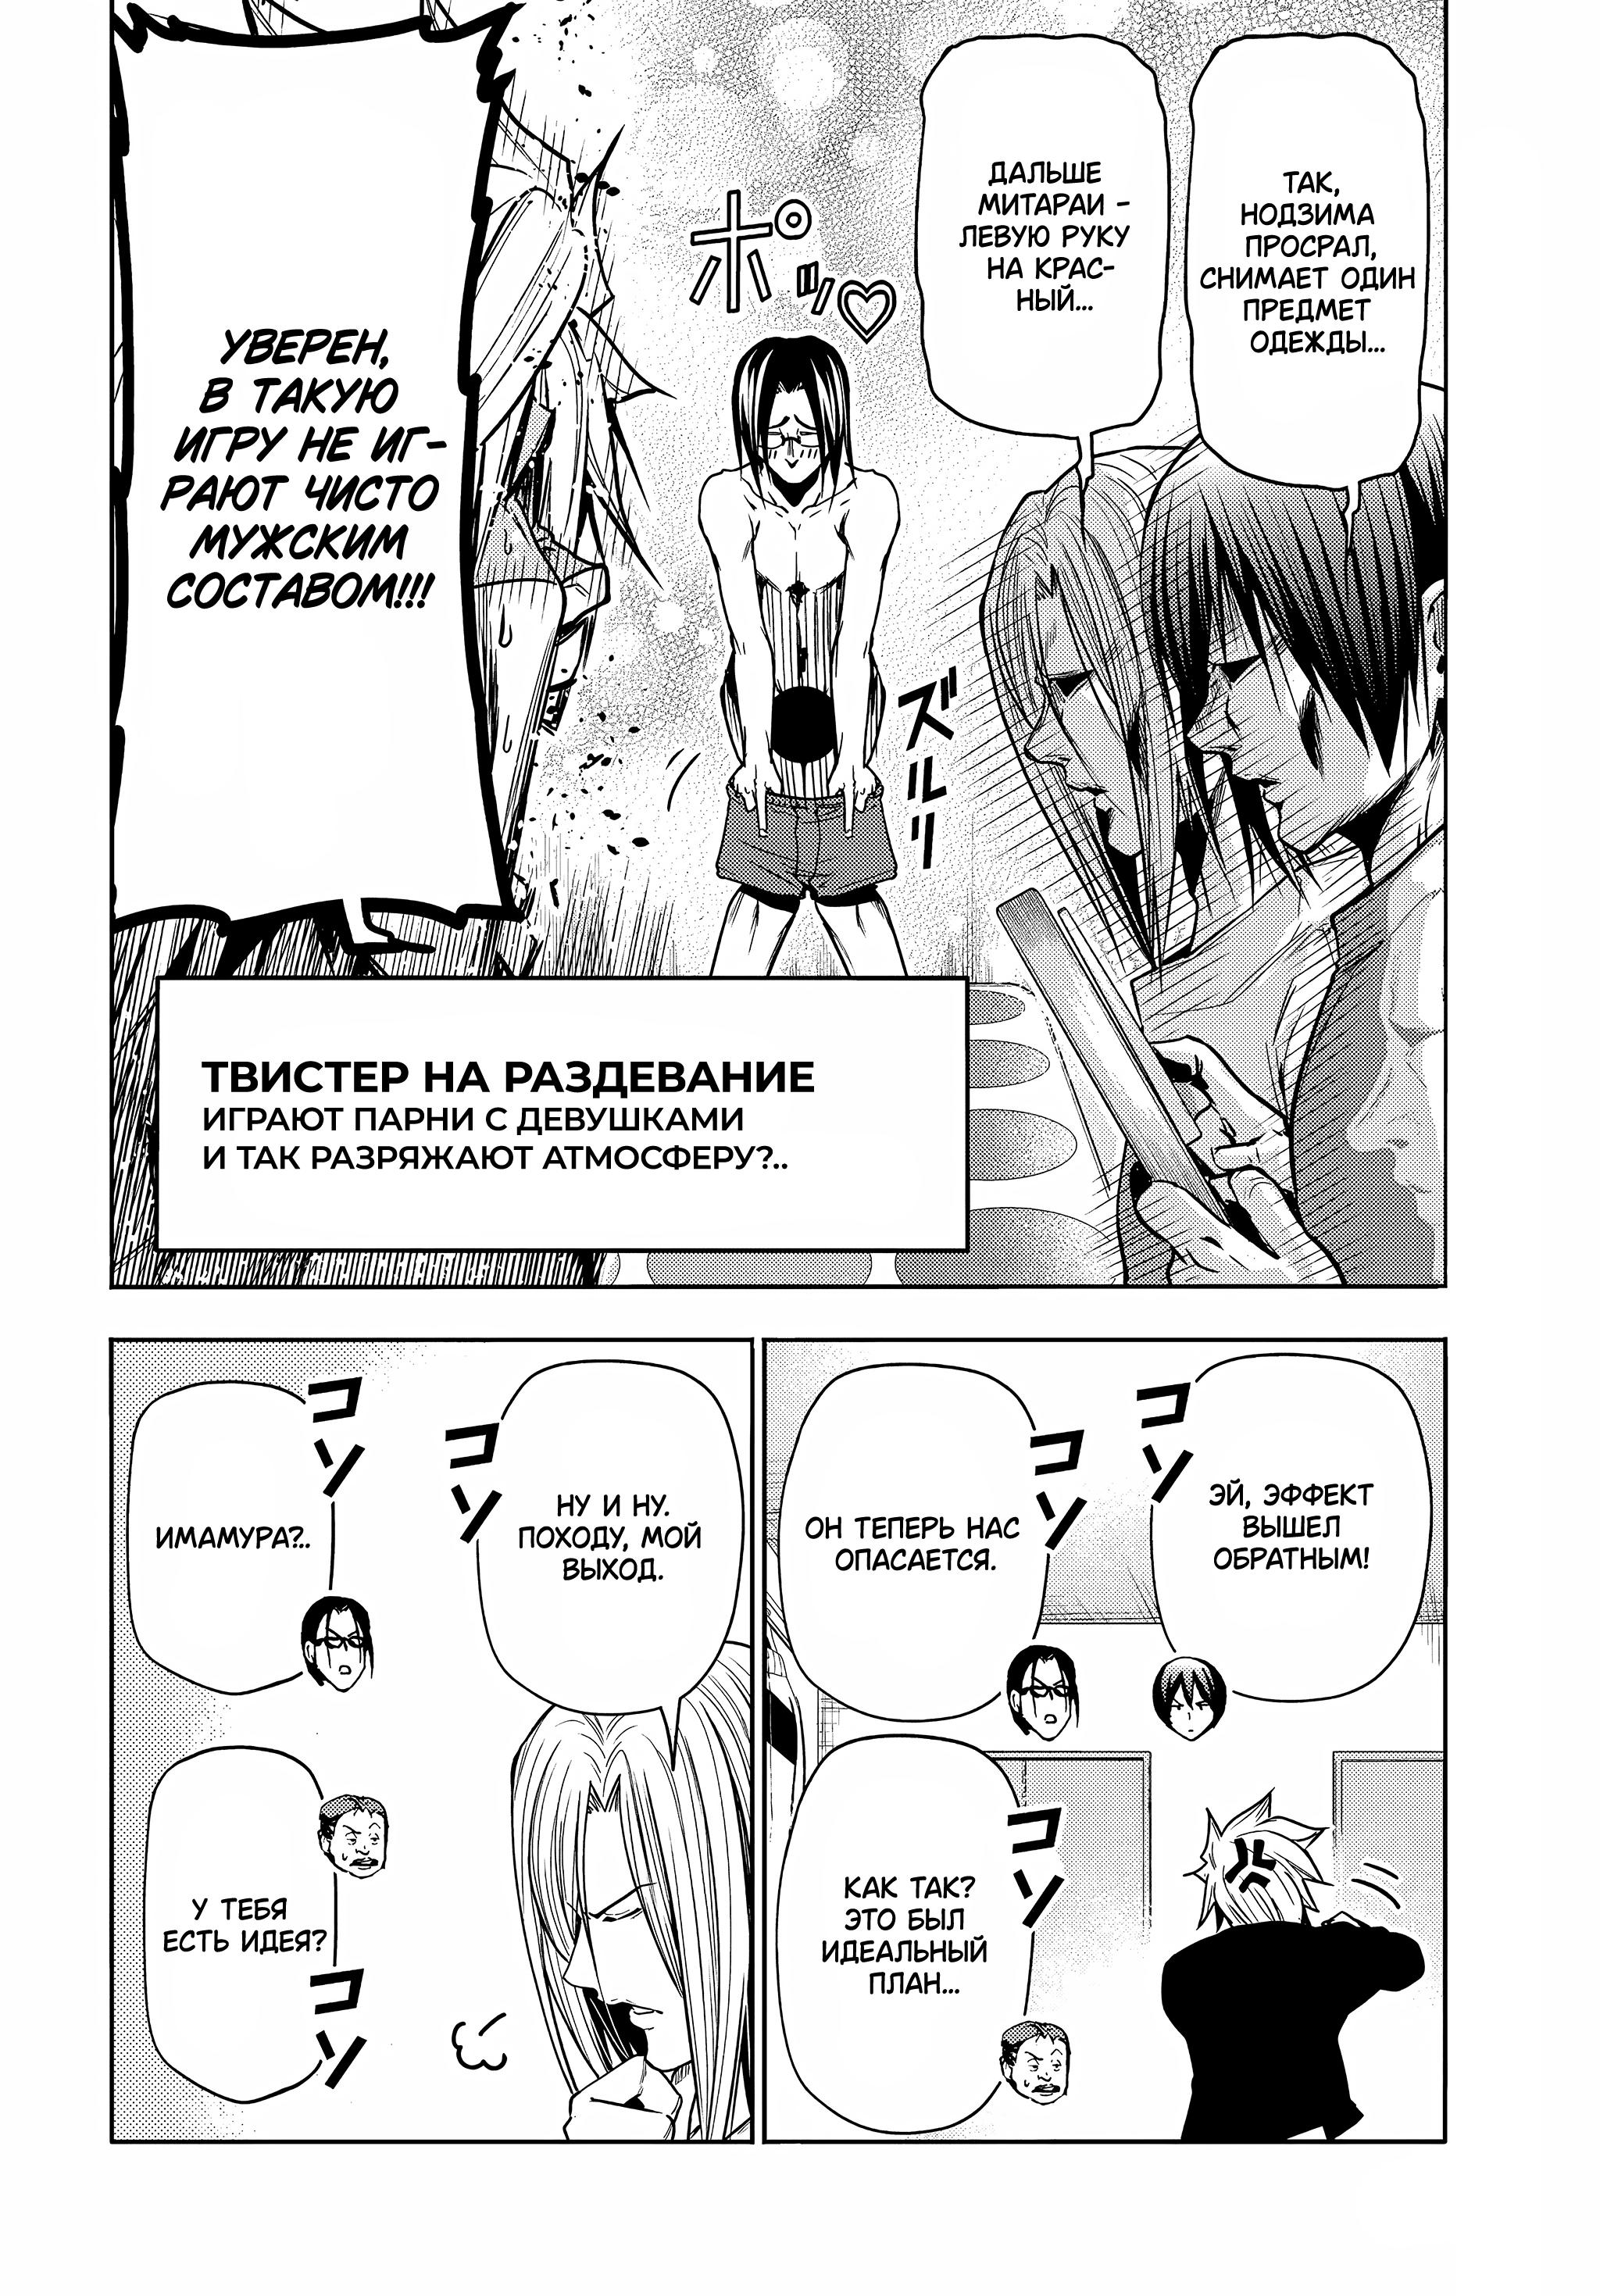 ТАК,
НОДЗИМА
ПРОСРАЛ,
СНИМАЕТ ОДИН
ПРЕДМЕТ
ОДЕЖДЫ...
ДАЛЬШЕ
МИТАРАИ -
ЛЕВУЮ РУКУ
НА КРАС-
НЫЙ...
ポッ♡
ズルリ
УВЕРЕН,
В ТАКУЮ
ИГРУ НЕ ИГ-
РАЮТ ЧИСТО
МУЖСКИМ
СОСТАВОМ!!!
ТВИСТЕР НА РАЗДЕВАНИЕ
ИГРАЮТ ПАРНИ С ДЕВУШКАМИ
И ТАК РАЗРЯЖАЮТ АТМОСФЕРУ?..
ЭЙ, ЭФФЕКТ
ВЫШЕЛ
ОБРАТНЫМ!
コソ
ОН ТЕПЕРЬ НАС
ОПАСАЕТСЯ.
コソ
КАК ТАК?
ЭТО БЫЛ
ИДЕАЛЬНЫЙ
ПЛАН...
コソ
НУ И НУ.
ПОХОДУ, МОЙ
ВЫХОД.
コソ
ИМАМУРА?..
コソ
У ТЕБЯ
ЕСТЬ ИДЕЯ?
コソ